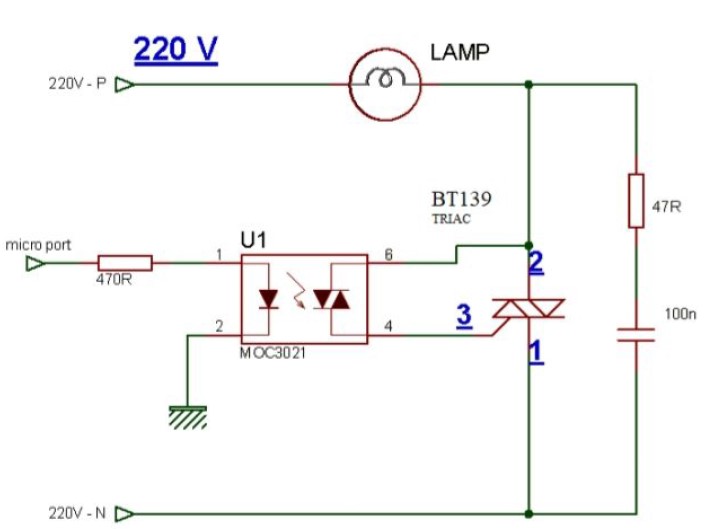 220 V
LAMP
220V - P
BT139
TRIAC
47R
micro port
470R
U1
1
6
2
2
3
4
MOC3021
1
100n
220V - N